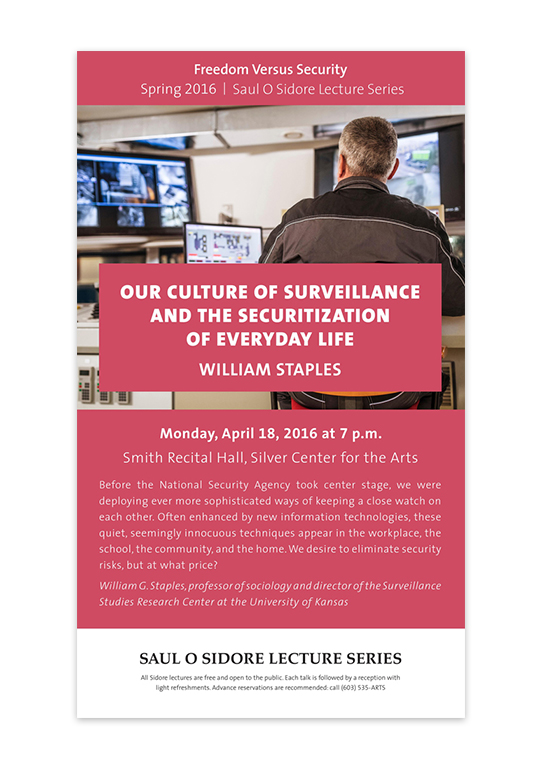 Freedom Versus Security
Spring 2016 | Saul O Sidore Lecture Series
OUR CULTURE OF SURVEILLANCE
AND THE SECURITIZATION
OF EVERYDAY LIFE
WILLIAM STAPLES
Monday, April 18, 2016 at 7 p.m.
Smith Recital Hall, Silver Center for the Arts
Before the National Security Agency took center stage, we were
deploying ever more sophisticated ways of keeping a close watch on
each other. Often enhanced by new information technologies, these
quiet, seemingly innocuous techniques appear in the workplace, the
school, the community, and the home. We desire to eliminate security
risks, but at what price?
William G. Staples, professor of sociology and director of the Surveillance
Studies Research Center at the University of Kansas
SAUL O SIDORE LECTURE SERIES
All Sidore lectures are free and open to the public. Each talk is followed by a reception with
light refreshments. Advance reservations are recommended: call (603) 535-ARTS